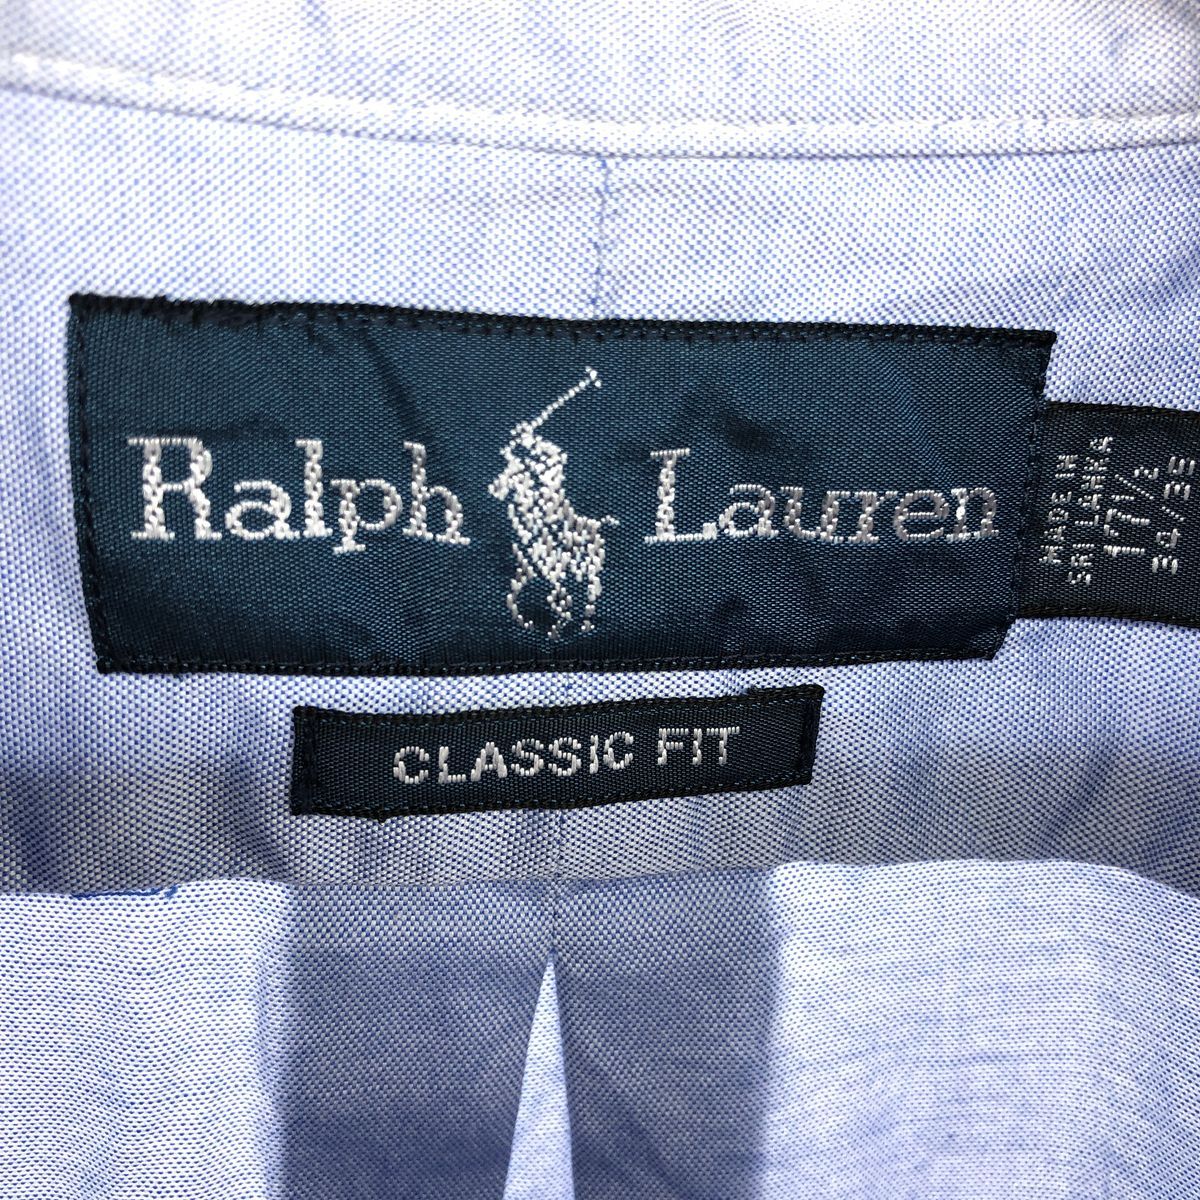 Ralph Lauren
CLASSIC FIT
MADE IN
SRI LANKA
17 1/2
34/35